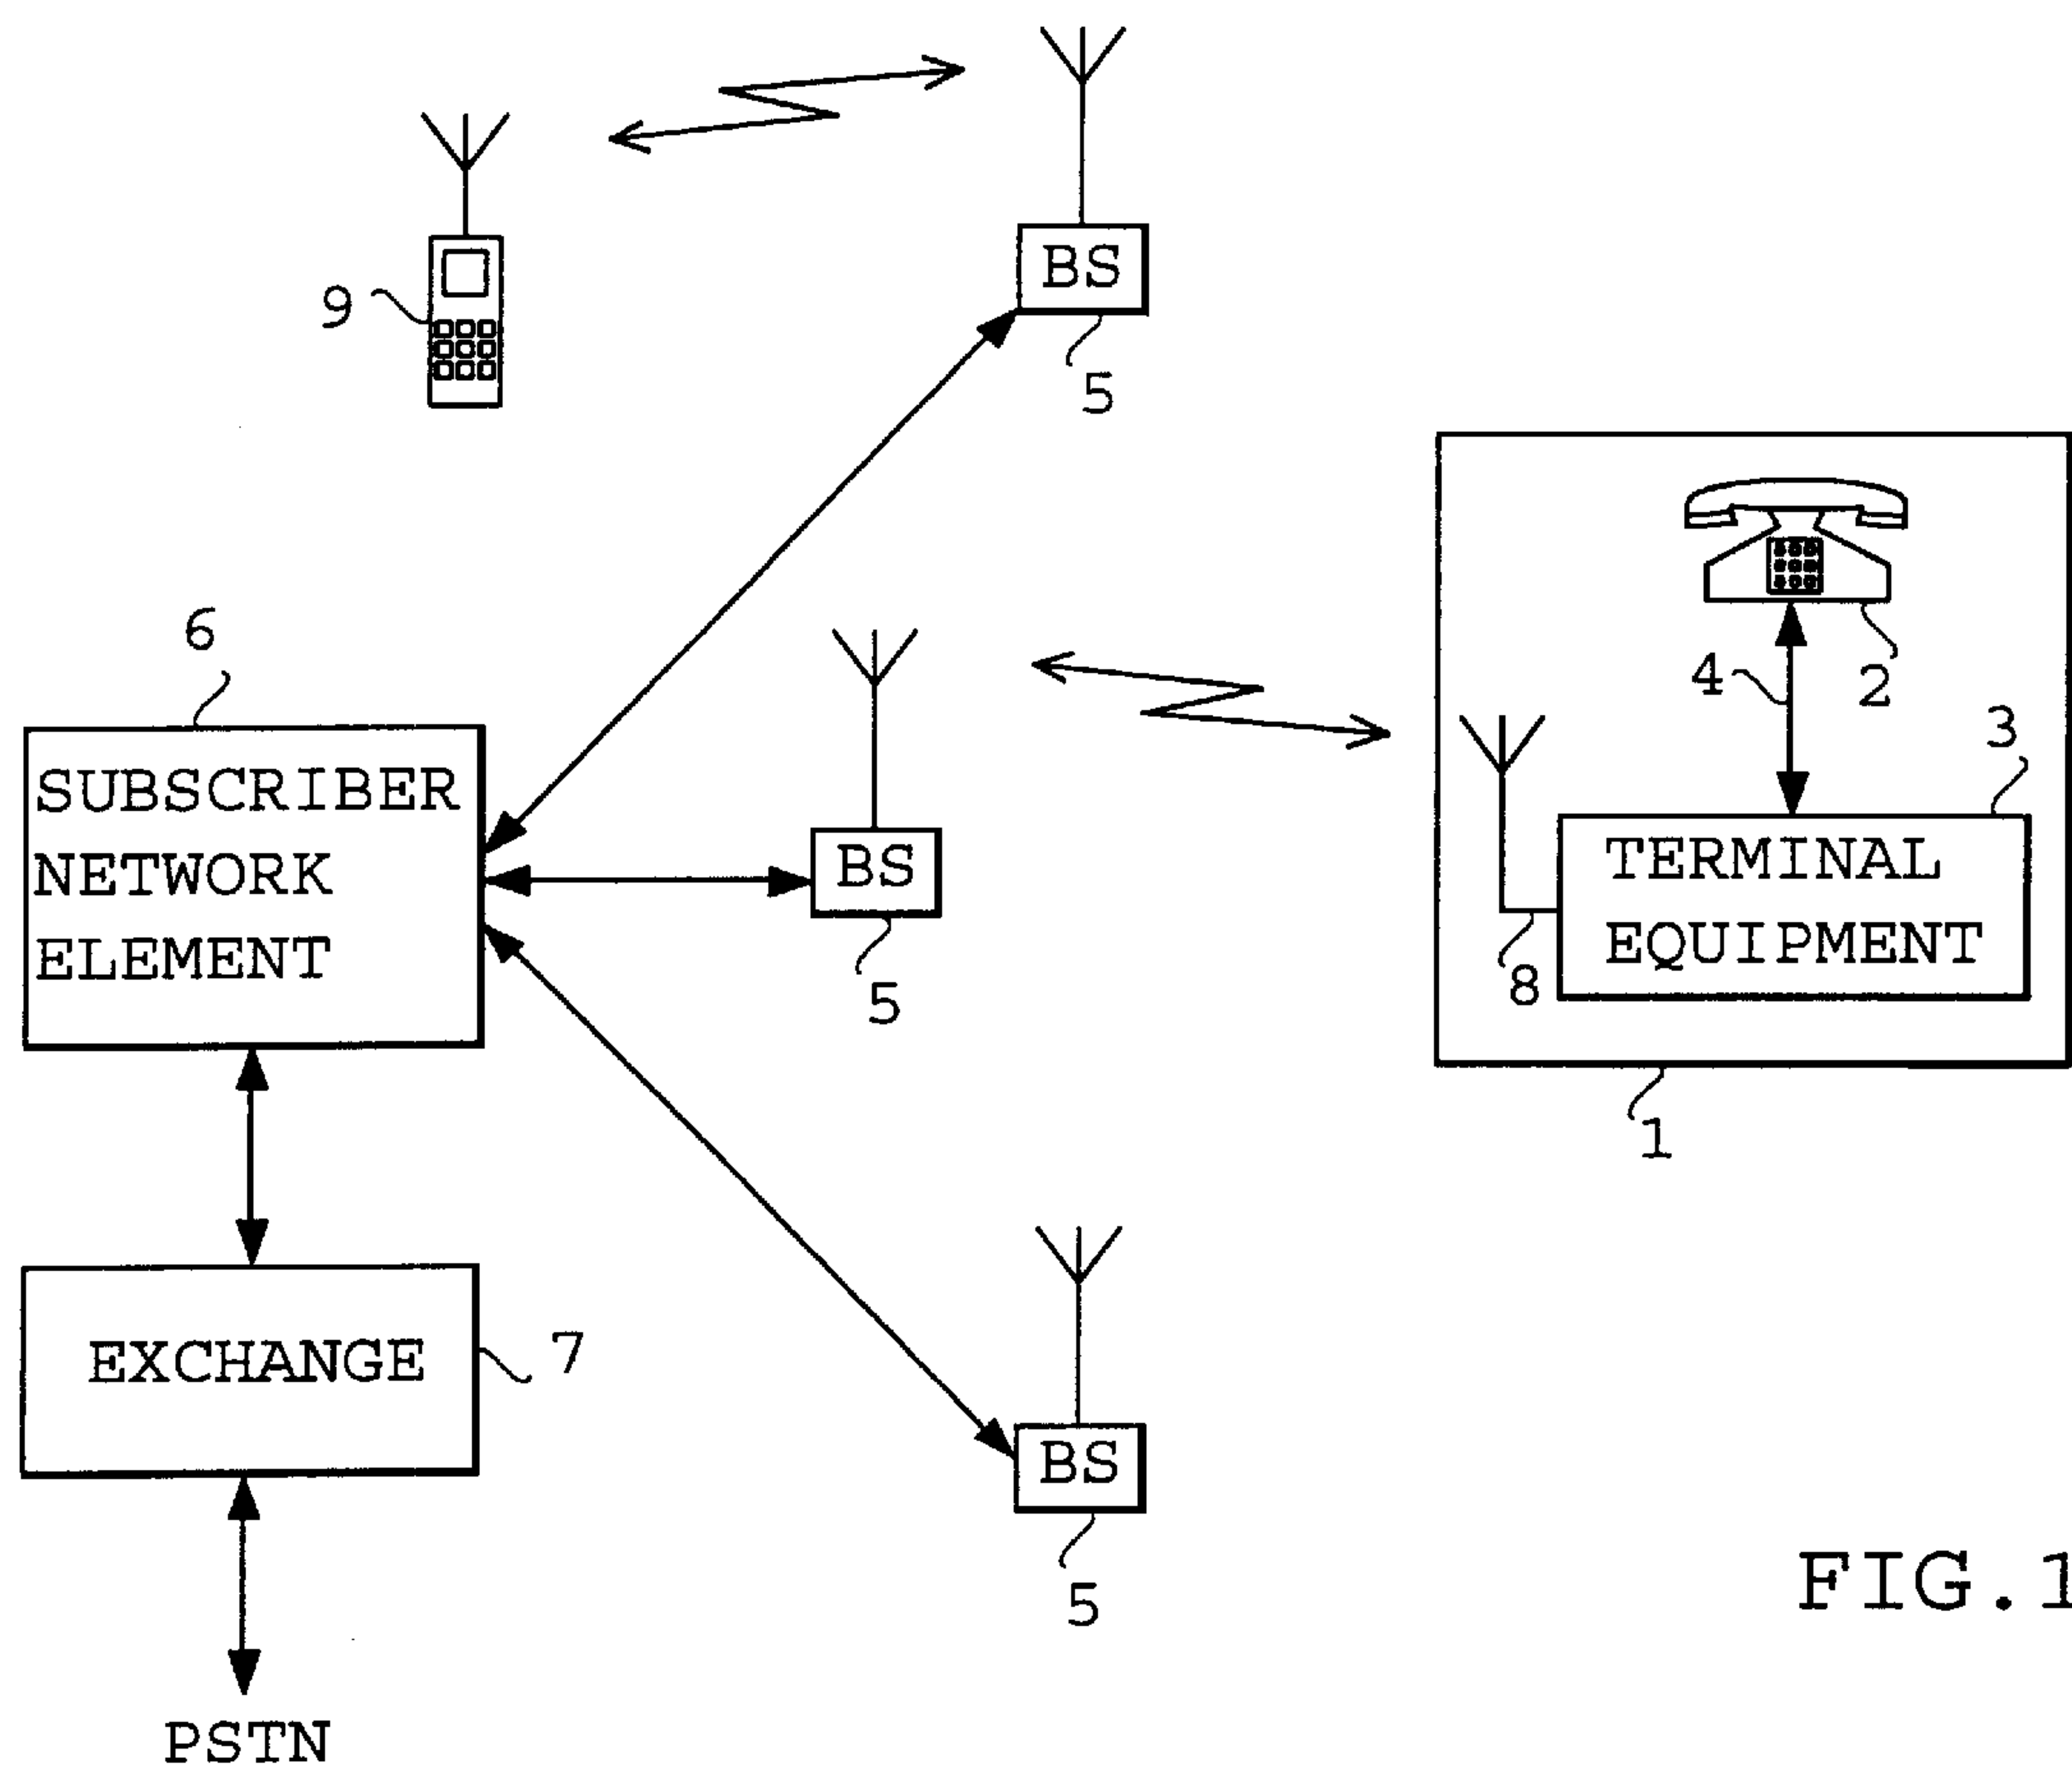 BS
9
5
6
4
2
3
SUBSCRIBER
NETWORK
ELEMENT
BS
5
TERMINAL
EQUIPMENT
8
1
EXCHANGE
7
BS
5
FIG.1
PSTN